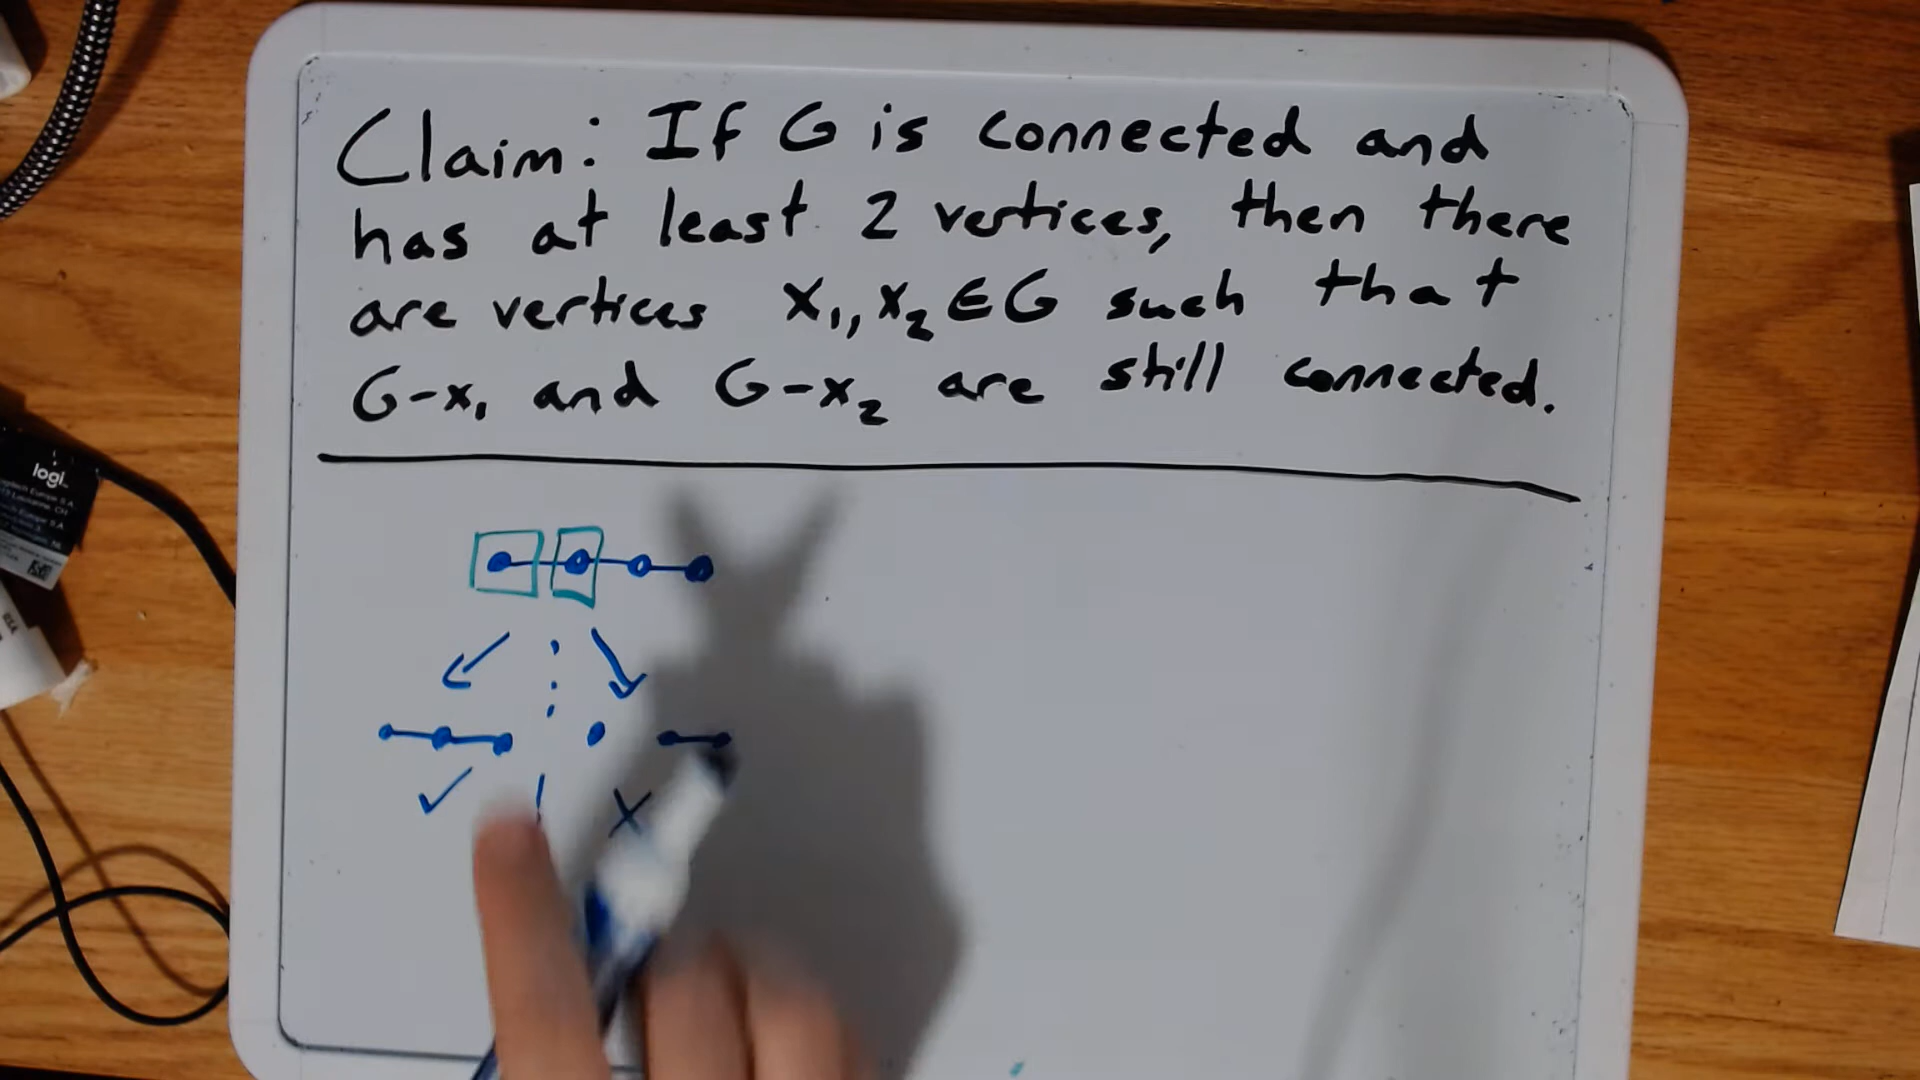 Claim: If G is connected and
has at least 2 vertices, then there
are vertices x₁, x₂ ∈ G such that
G-x₁ and G-x₂ are still connected.
logi